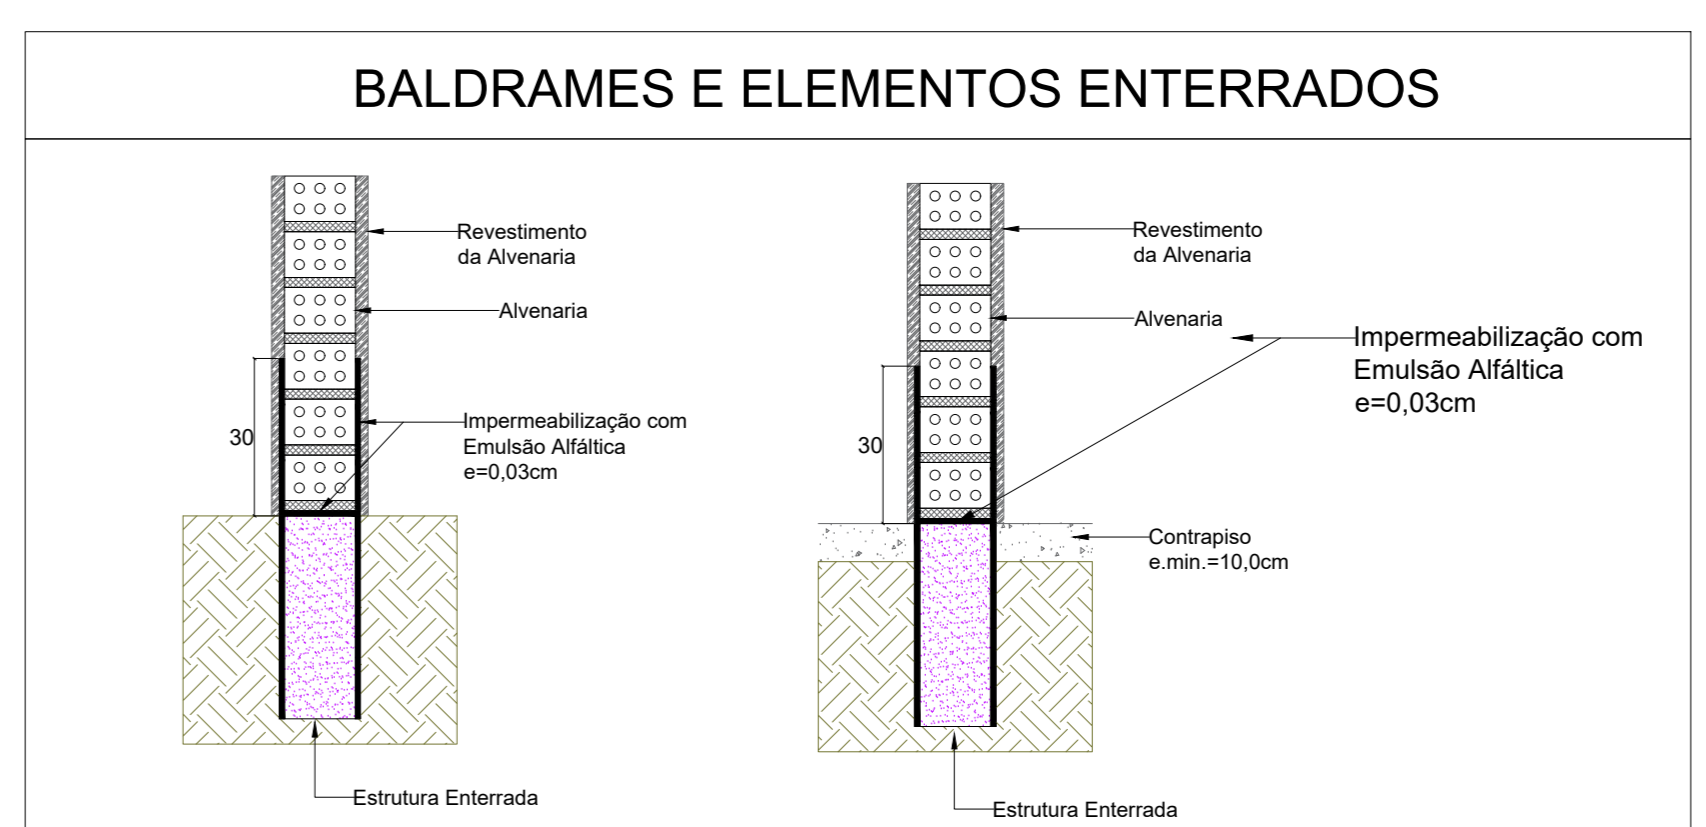 BALDRAMES E ELEMENTOS ENTERRADOS
Revestimento
da Alvenaria
Alvenaria
30
Impermeabilização com
Emulsão Alfáltica
e=0,03cm
Estrutura Enterrada
Revestimento
da Alvenaria
Alvenaria
Impermeabilização com
Emulsão Alfáltica
e=0,03cm
30
Contrapiso
e.min.=10,0cm
Estrutura Enterrada